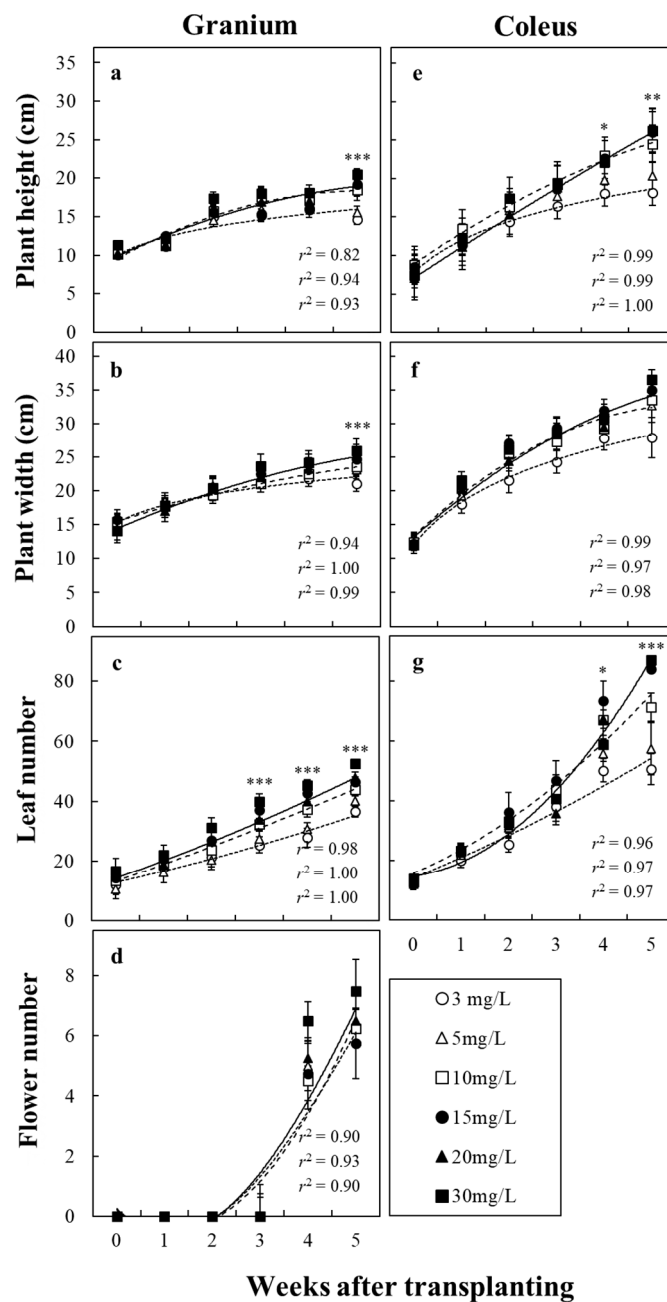 Granium
Coleus
Plant height (cm)
35
30
25
20
15
10
5
0
a
***
r² = 0.82
r² = 0.94
r² = 0.93
e
*
**
r² = 0.99
r² = 0.99
r² = 1.00
Plant width (cm)
40
35
30
25
20
15
10
5
0
b
***
r² = 0.94
r² = 1.00
r² = 0.99
f
r² = 0.99
r² = 0.97
r² = 0.98
Leaf number
80
60
40
20
0
c
***
***
***
r² = 0.98
r² = 1.00
r² = 1.00
g
*
***
r² = 0.96
r² = 0.97
r² = 0.97
0 1 2 3 4 5
Flower number
8
6
4
2
0
d
r² = 0.90
r² = 0.93
r² = 0.90
0 1 2 3 4 5
3 mg/L
5mg/L
10mg/L
15mg/L
20mg/L
30mg/L
Weeks after transplanting